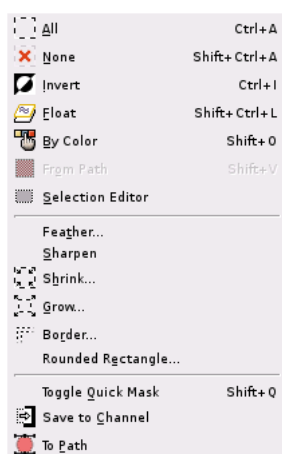 All Ctrl+A
None Shift+Ctrl+A
Invert Ctrl+I
Float Shift+Ctrl+L
By Color Shift+O
From Path Shift+V
Selection Editor
Feather...
Sharpen
Shrink...
Grow...
Border...
Rounded Rectangle...
Toggle Quick Mask Shift+Q
Save to Channel
To Path